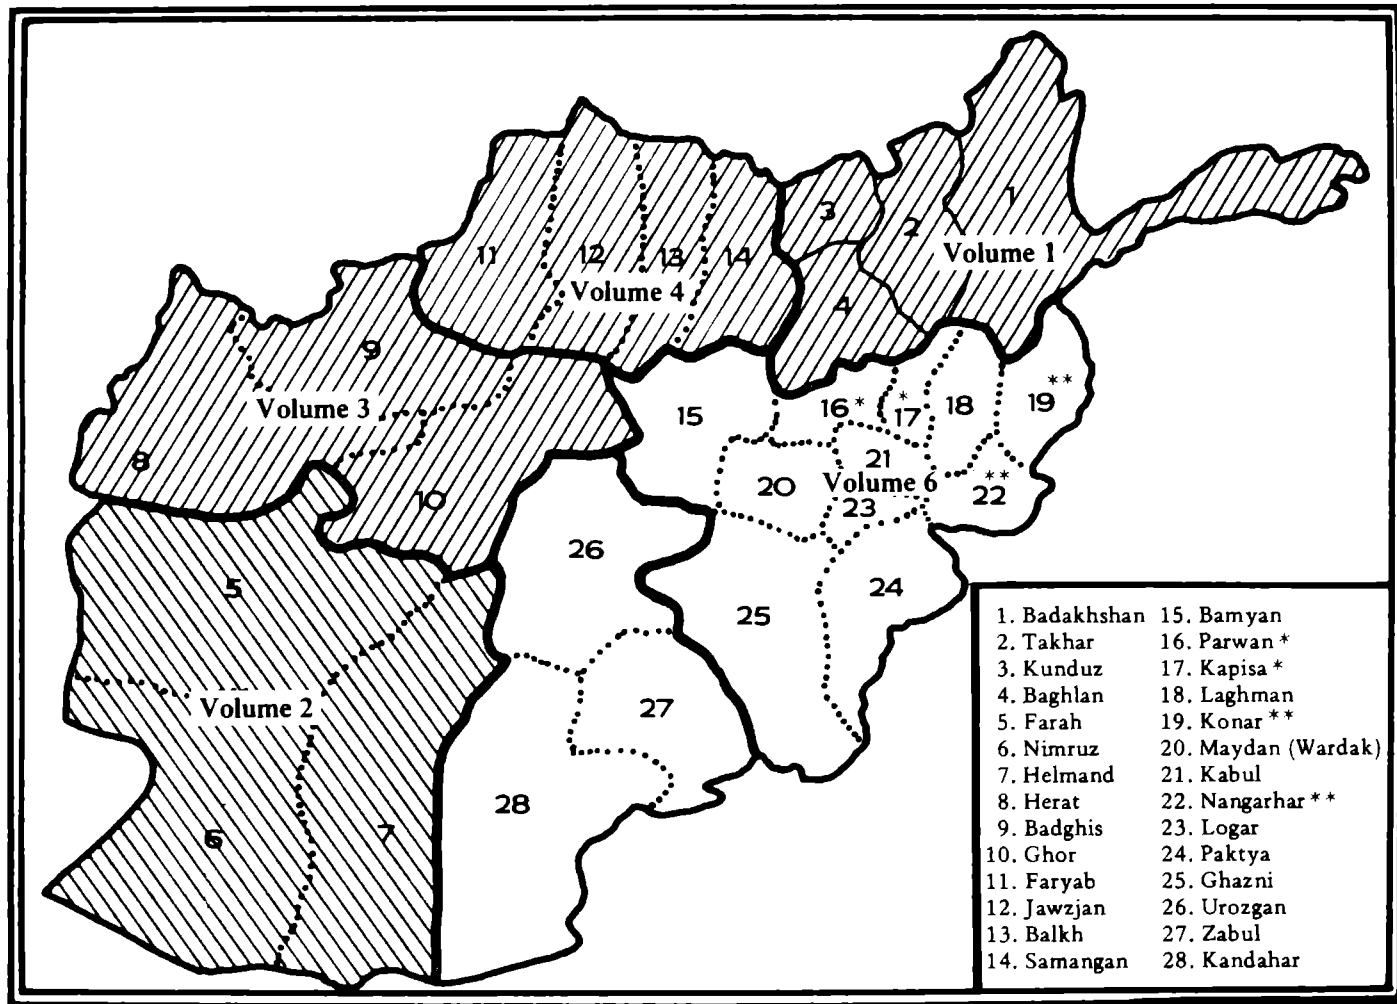 1
3
2
Volume 1
11
12
13
14
Volume 4
4
9
Volume 3
8
10
15
16 *
* 17
18
19 **
21
20
Volume 6
22 **
23
26
5
25
24
Volume 2
27
28
6
7
1. Badakhshan
2. Takhar
3. Kunduz
4. Baghlan
5. Farah
6. Nimruz
7. Helmand
8. Herat
9. Badghis
10. Ghor
11. Faryab
12. Jawzjan
13. Balkh
14. Samangan
15. Bamyan
16. Parwan *
17. Kapisa *
18. Laghman
19. Konar **
20. Maydan (Wardak)
21. Kabul
22. Nangarhar **
23. Logar
24. Paktya
25. Ghazni
26. Urozgan
27. Zabul
28. Kandahar